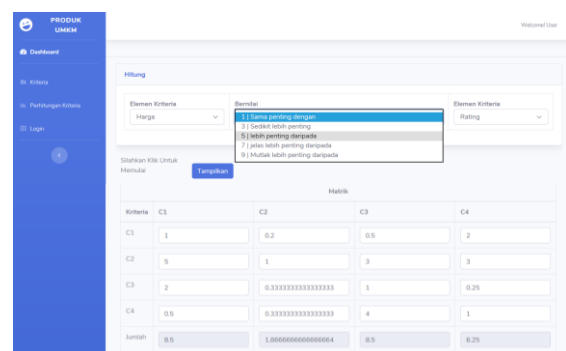 PRODUK
UMKM
Welcome! User
Dashboard
Kriteria
Perhitungan Kriteria
Login
Hitung
Elemen Kriteria
Bernilai
Elemen Kriteria
Harga
1 | Sama penting dengan
3 | Sedikit lebih penting
5 | lebih penting daripada
7 | jelas lebih penting daripada
9 | Mutlak lebih penting daripada
Rating
Silahkan Klik Untuk
Memulai
Tampilkan
Matrik
Kriteria C1 C2 C3 C4
C1 1 0.2 0.5 2
C2 5 1 3 3
C3 2 0.3333333333333333 1 0.25
C4 0.5 0.3333333333333333 4 1
Jumlah 8.5 1.8666666666666664 8.5 6.25